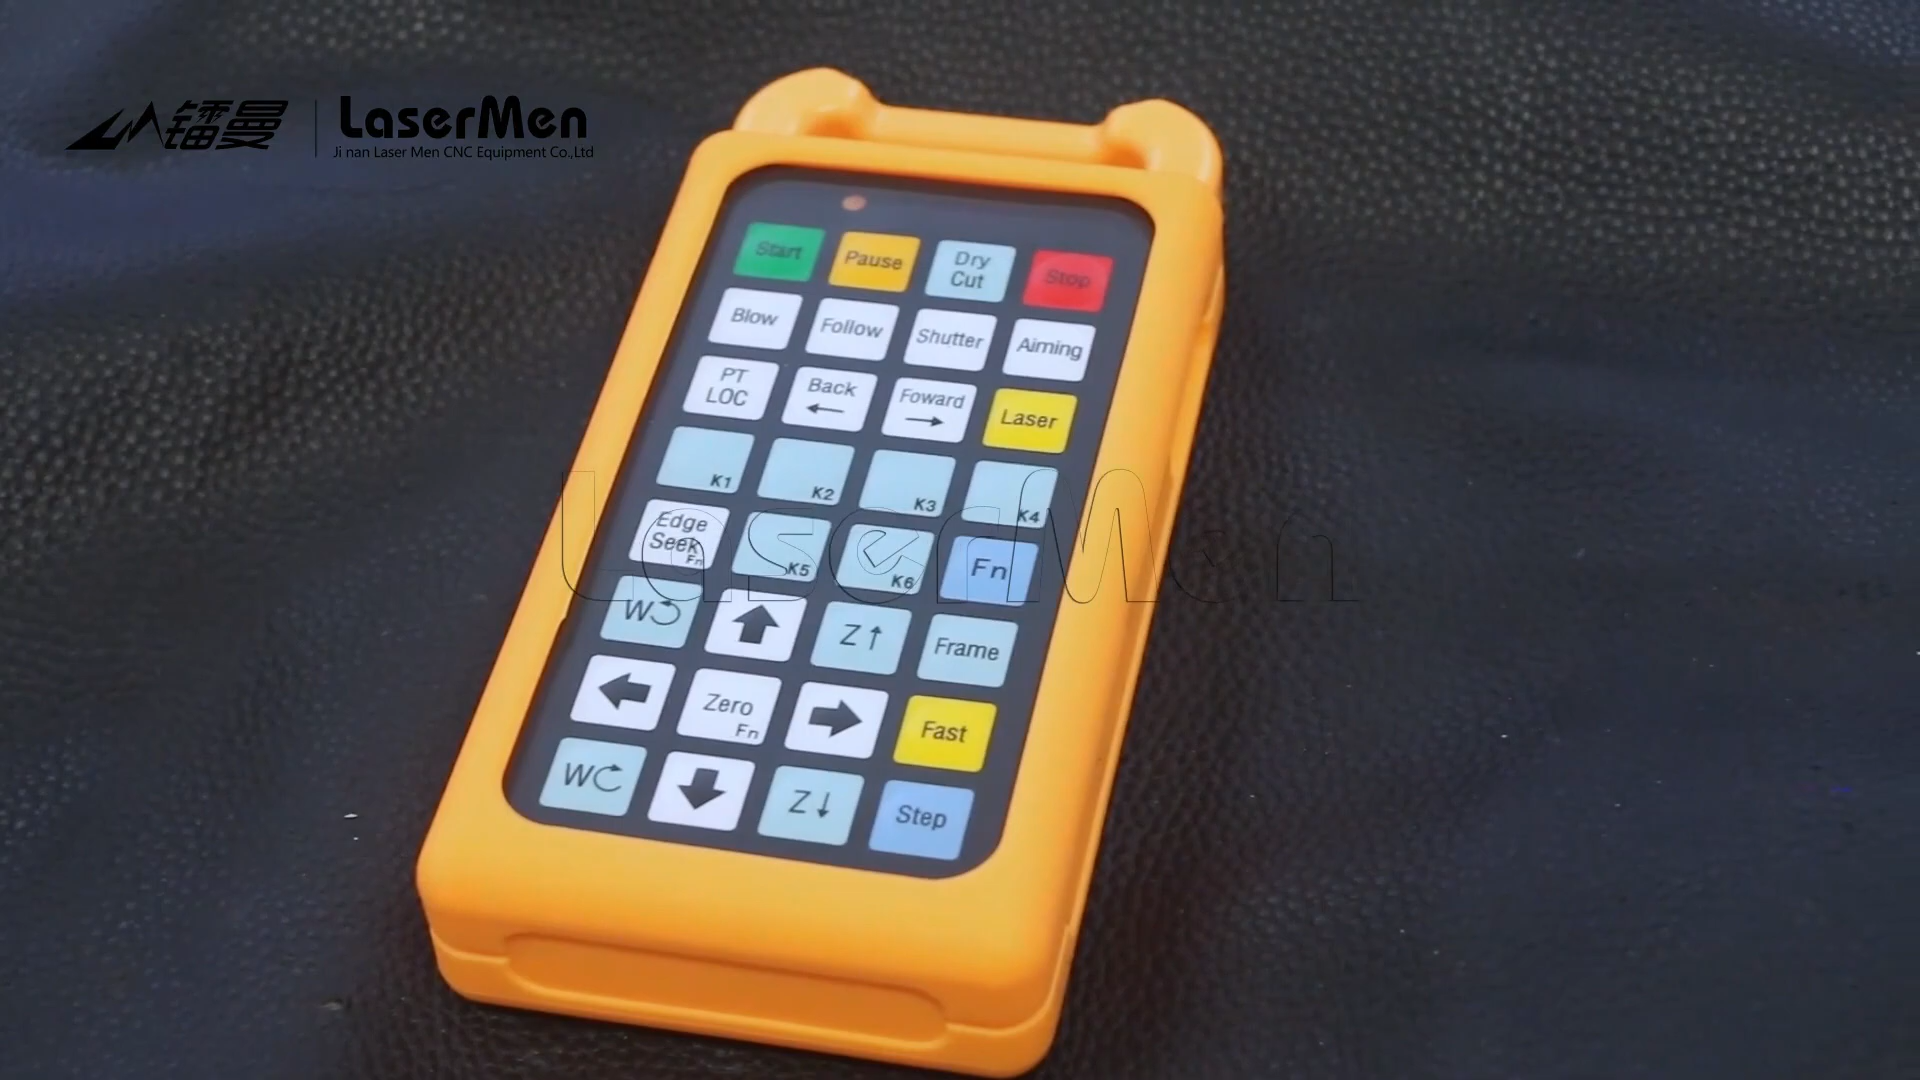 镭曼
LaserMen
Ji nan Laser Men CNC Equipment Co.,Ltd
Start
Pause
Dry
Cut
Stop
Blow
Follow
Shutter
Aiming
PT
LOC
Back
←
Foward
→
Laser
K1
K2
K3
K4
LaserMen
Edge
Seek
Fn
K5
K6
Fn
W
Z↑
Frame
Zero
Fn
Fast
W
Z↓
Step